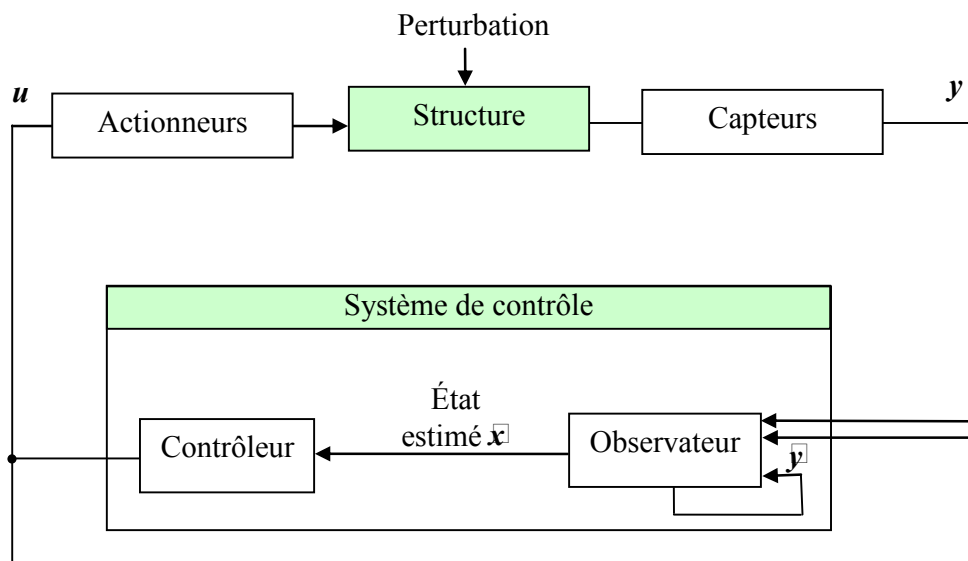 Perturbation
u
Actionneurs
Structure
Capteurs
y
Système de contrôle
État
estimé x
Contrôleur
Observateur
y